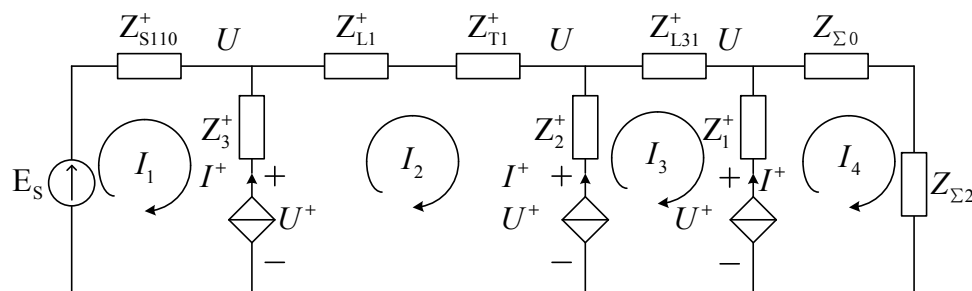 Z⁺S110 U Z⁺L1 Z⁺T1 U Z⁺L31 U ZΣ0
Z⁺3 Z⁺2 Z⁺1
ES I1 I⁺ + I2 I⁺ + I3 + I⁺ I4 ZΣ2
U⁺ U⁺ U⁺
− − −